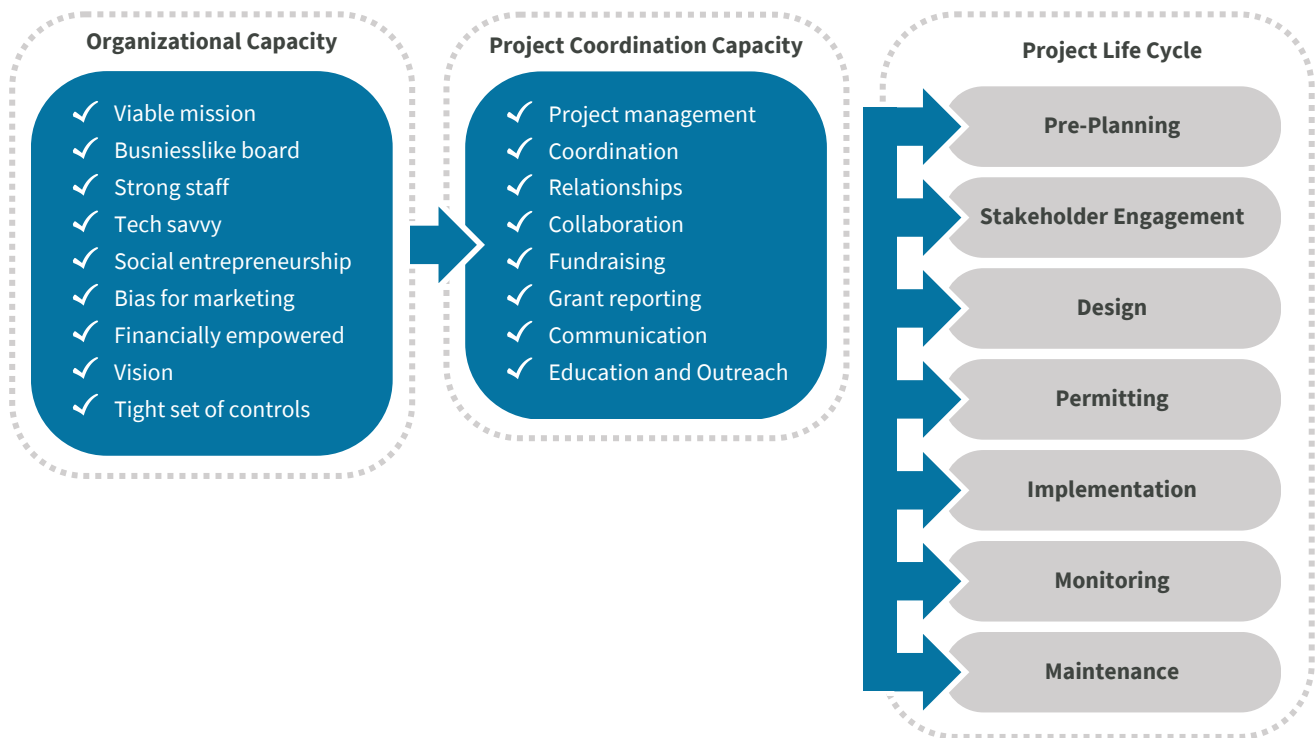 Organizational Capacity
Viable mission
Busniesslike board
Strong staff
Tech savvy
Social entrepreneurship
Bias for marketing
Financially empowered
Vision
Tight set of controls
Project Coordination Capacity
Project management
Coordination
Relationships
Collaboration
Fundraising
Grant reporting
Communication
Education and Outreach
Project Life Cycle
Pre-Planning
Stakeholder Engagement
Design
Permitting
Implementation
Monitoring
Maintenance